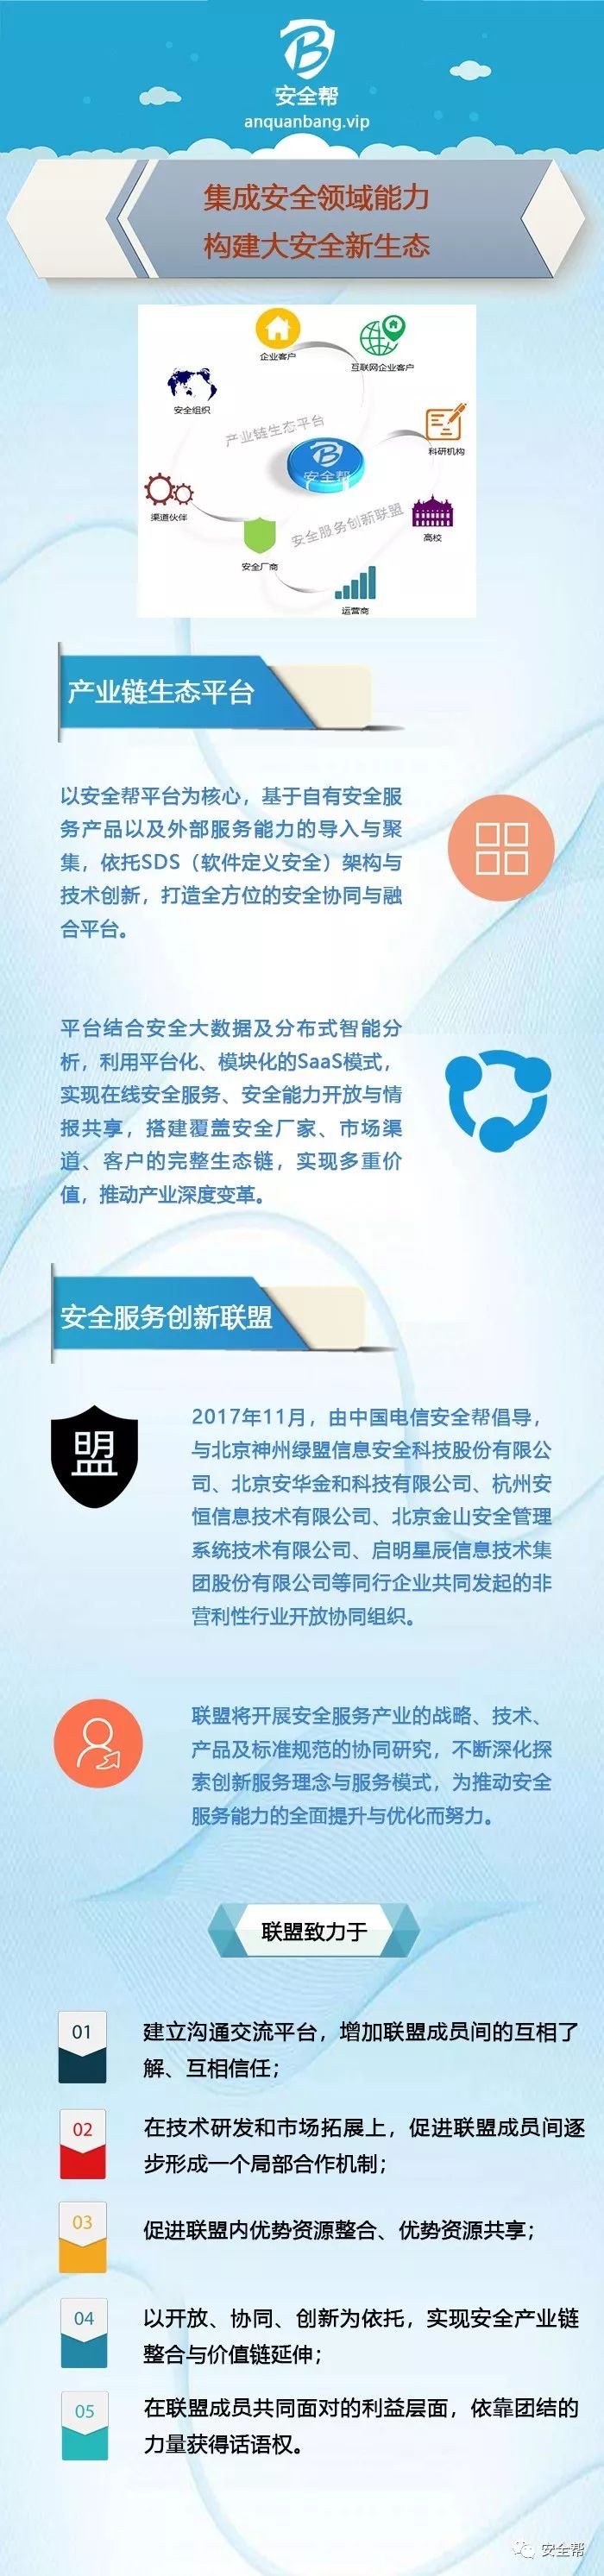 安全帮
anquanbang.vip
集成安全领域能力
构建大安全新生态
企业客户
互联网企业客户
安全组织
产业链生态平台
科研机构
安全帮
渠道伙伴
安全服务创新联盟
高校
安全厂商
运营商
产业链生态平台
以安全帮平台为核心，基于自有安全服
务产品以及外部服务能力的导入与聚
集，依托SDS（软件定义安全）架构与
技术创新，打造全方位的安全协同与融
合平台。
平台结合安全大数据及分布式智能分
析，利用平台化、模块化的SaaS模式，
实现在线安全服务、安全能力开放与情
报共享，搭建覆盖安全厂家、市场渠
道、客户的完整生态链，实现多重价
值，推动产业深度变革。
安全服务创新联盟
盟
2017年11月，由中国电信安全帮倡导，
与北京神州绿盟信息安全科技股份有限公
司、北京安华金和科技有限公司、杭州安
恒信息技术有限公司、北京金山安全管理
系统技术有限公司、启明星辰信息技术集
团股份有限公司等同行企业共同发起的非
营利性行业开放协同组织。
联盟将开展安全服务产业的战略、技术、
产品及标准规范的协同研究，不断深化探
索创新服务理念与服务模式，为推动安全
服务能力的全面提升与优化而努力。
联盟致力于
01
建立沟通交流平台，增加联盟成员间的互相了
解、互相信任；
02
在技术研发和市场拓展上，促进联盟成员间逐
步形成一个局部合作机制；
03
促进联盟内优势资源整合、优势资源共享；
04
以开放、协同、创新为依托，实现安全产业链
整合与价值链延伸；
05
在联盟成员共同面对的利益层面，依靠团结的
力量获得话语权。
安全帮